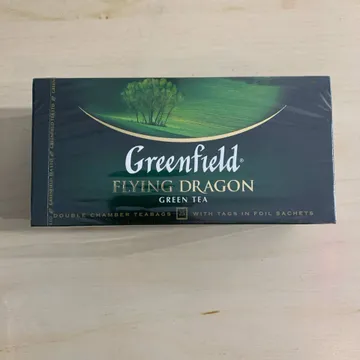 Greenfield®
FLYING DRAGON
GREEN TEA
DOUBLE CHAMBER TEABAGS WITH TAGS IN FOIL SACHETS